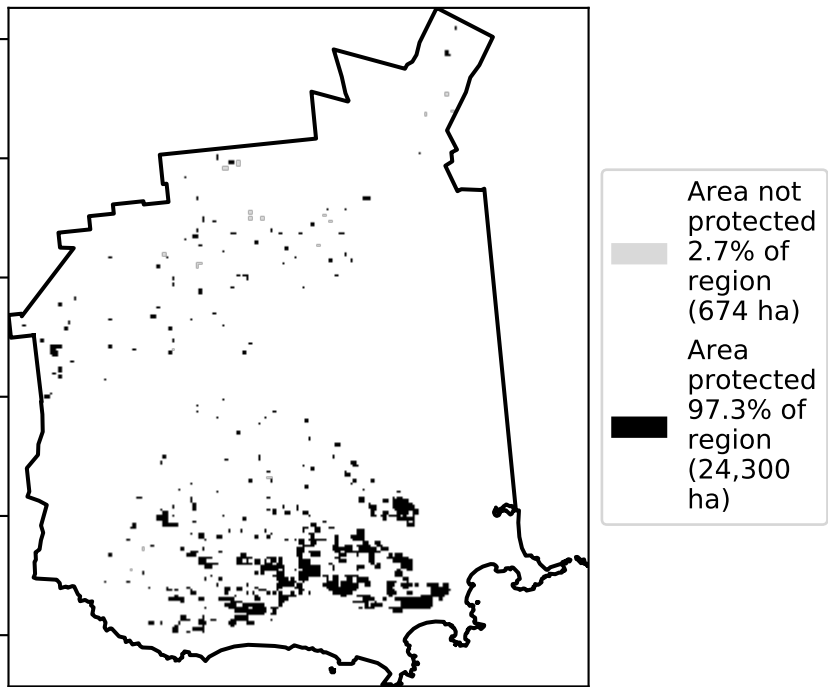 Area not
protected
2.7% of
region
(674 ha)
Area
protected
97.3% of
region
(24,300
ha)